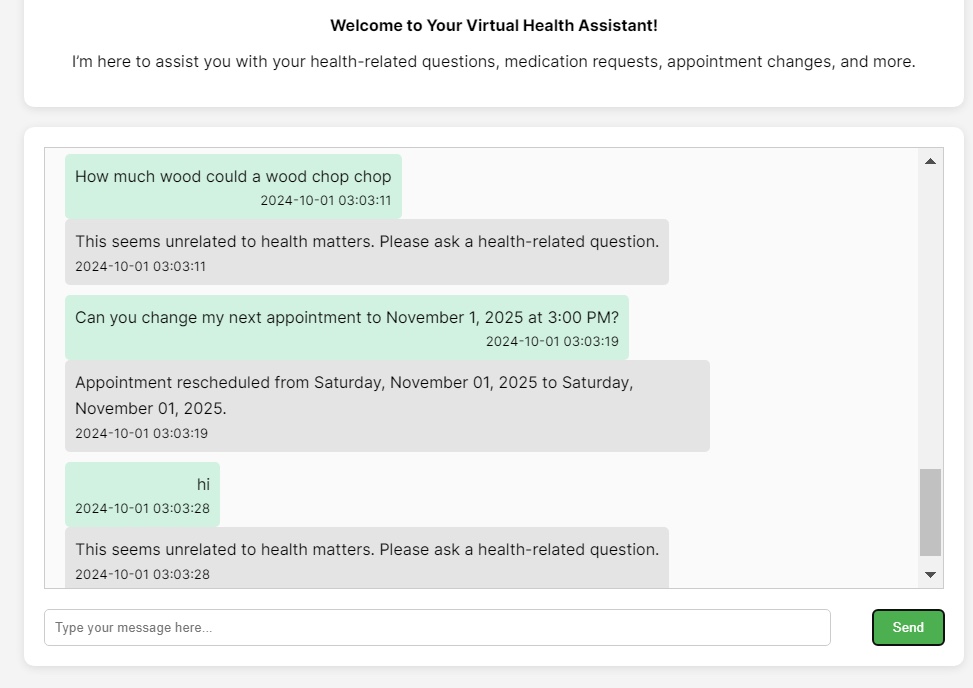 Welcome to Your Virtual Health Assistant!
I'm here to assist you with your health-related questions, medication requests, appointment changes, and more.
How much wood could a wood chop chop
2024-10-01 03:03:11
This seems unrelated to health matters. Please ask a health-related question.
2024-10-01 03:03:11
Can you change my next appointment to November 1, 2025 at 3:00 PM?
2024-10-01 03:03:19
Appointment rescheduled from Saturday, November 01, 2025 to Saturday,
November 01, 2025.
2024-10-01 03:03:19
hi
2024-10-01 03:03:28
This seems unrelated to health matters. Please ask a health-related question.
2024-10-01 03:03:28
Type your message here...
Send